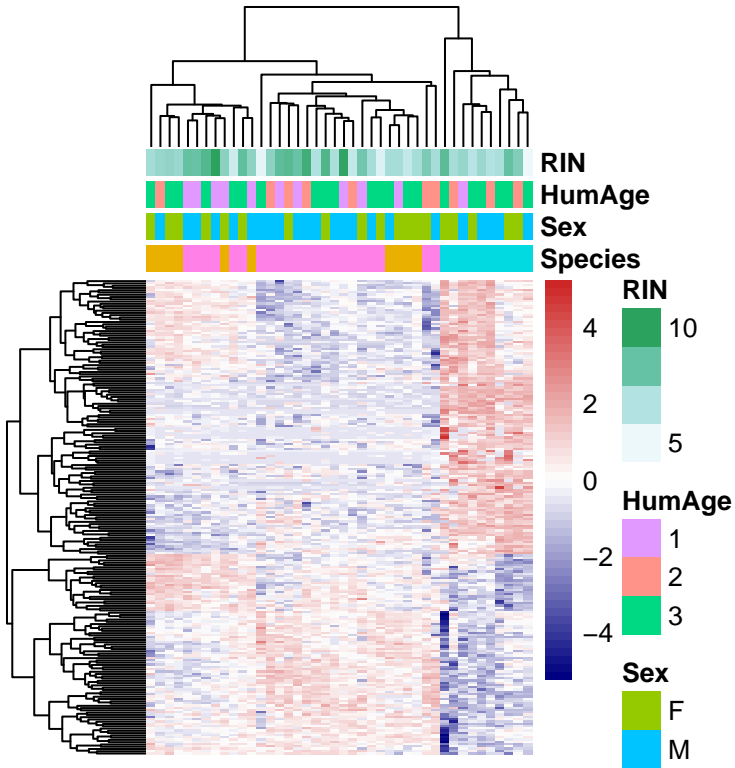 RIN
HumAge
Sex
Species
4
2
0
−2
−4
RIN
10
5
HumAge
1
2
3
Sex
F
M